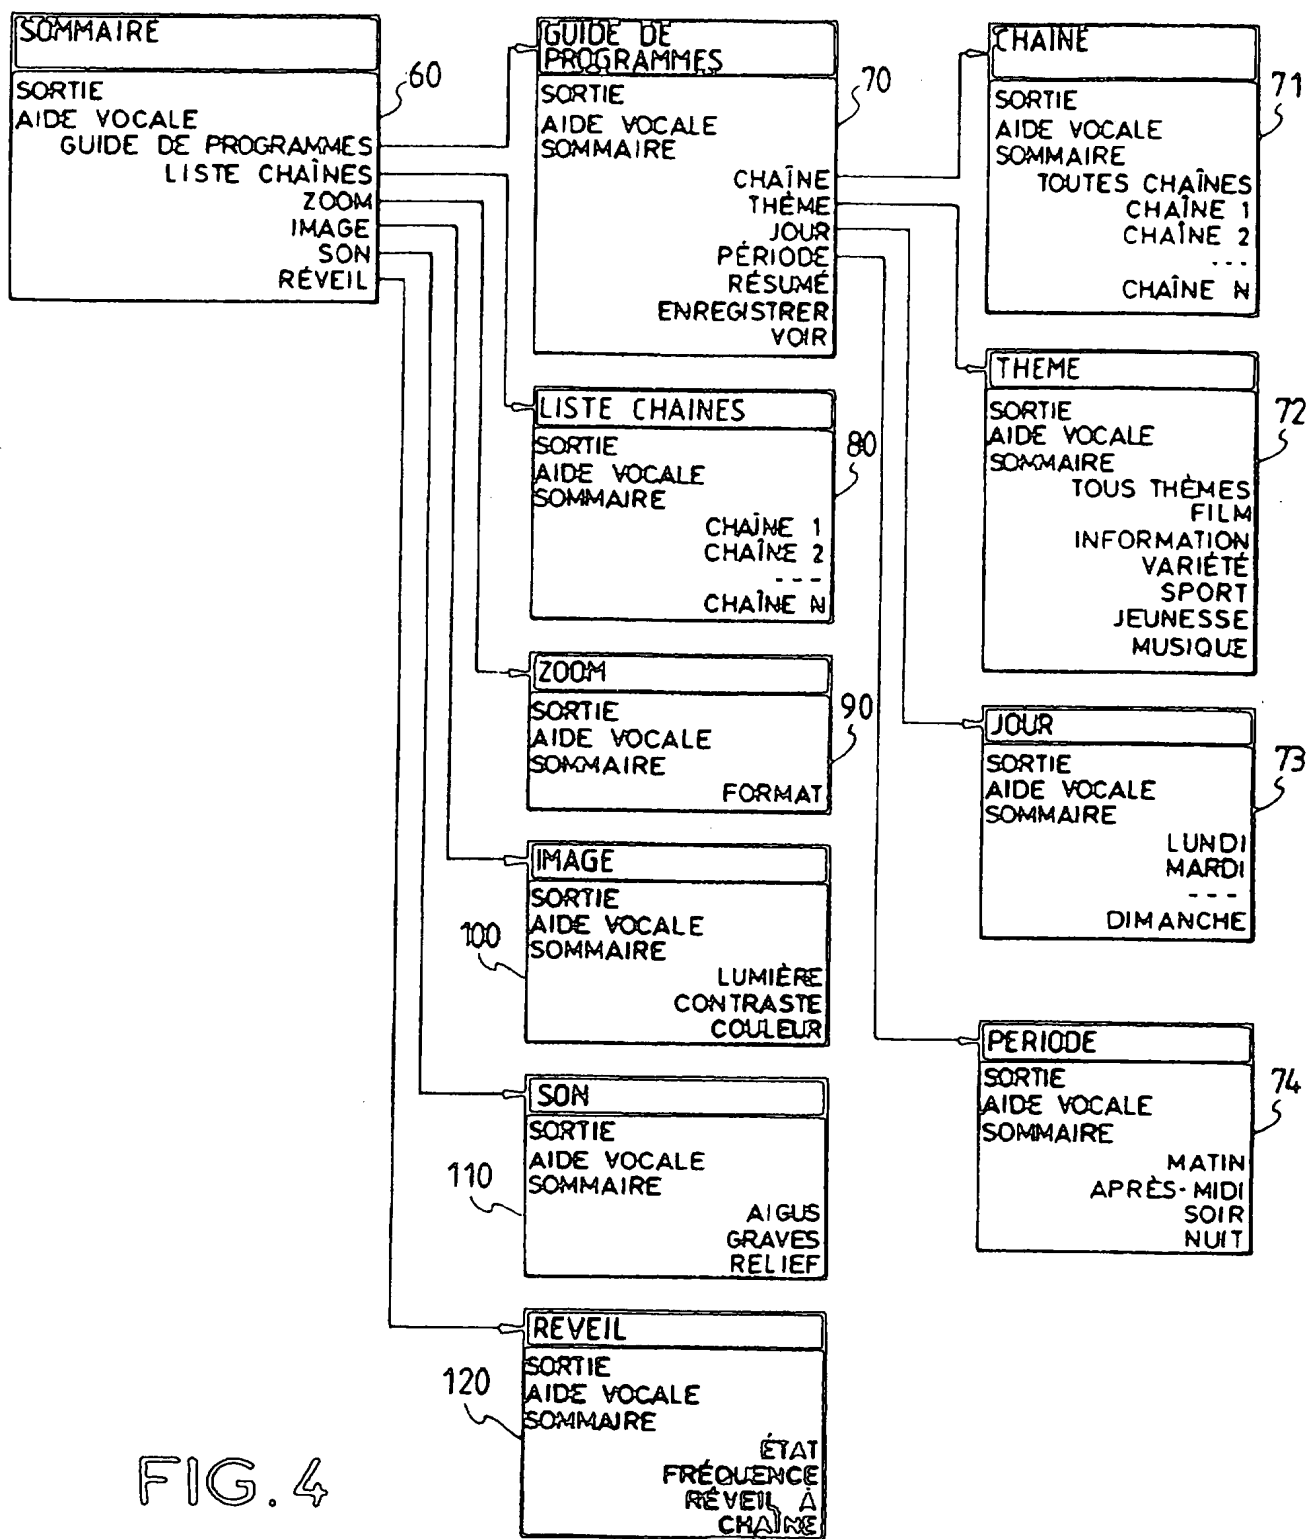 SOMMAIRE
SORTIE
AIDE VOCALE
GUIDE DE PROGRAMMES
LISTE CHAÎNES
ZOOM
IMAGE
SON
RÉVEIL
60
GUIDE DE
PROGRAMMES
SORTIE
AIDE VOCALE
SOMMAIRE
CHAÎNE
THÈME
JOUR
PÉRIODE
RÉSUMÉ
ENREGISTRER
VOIR
70
CHAÎNE
SORTIE
AIDE VOCALE
SOMMAIRE
TOUTES CHAÎNES
CHAÎNE 1
CHAÎNE 2
---
CHAÎNE N
71
LISTE CHAINES
SORTIE
AIDE VOCALE
SOMMAIRE
CHAÎNE 1
CHAÎNE 2
---
CHAÎNE N
80
THEME
SORTIE
AIDE VOCALE
SOMMAIRE
TOUS THÈMES
FILM
INFORMATION
VARIÉTÉ
SPORT
JEUNESSE
MUSIQUE
72
ZOOM
SORTIE
AIDE VOCALE
SOMMAIRE
FORMAT
90
JOUR
SORTIE
AIDE VOCALE
SOMMAIRE
LUNDI
MARDI
---
DIMANCHE
73
IMAGE
SORTIE
AIDE VOCALE
SOMMAIRE
LUMIÈRE
CONTRASTE
COULEUR
100
PERIODE
SORTIE
AIDE VOCALE
SOMMAIRE
MATIN
APRÈS-MIDI
SOIR
NUIT
74
SON
SORTIE
AIDE VOCALE
SOMMAIRE
AIGUS
GRAVES
RELIEF
110
REVEIL
SORTIE
AIDE VOCALE
SOMMAIRE
ÉTAT
FRÉQUENCE
RÉVEIL À
CHAÎNE
120
FIG. 4